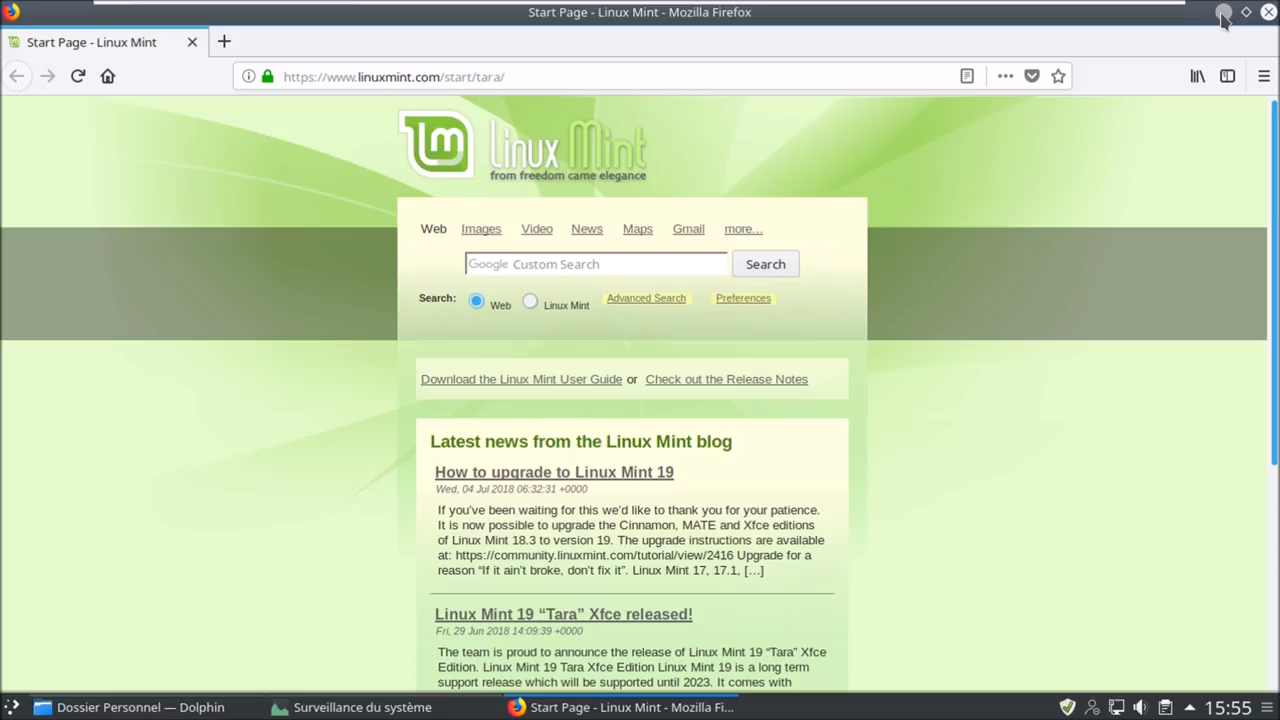 Start Page - Linux Mint - Mozilla Firefox
Start Page - Linux Mint
https://www.linuxmint.com/start/tara/
Linux Mint
from freedom came elegance
Web Images Video News Maps Gmail more...
Google Custom Search Search
Search: Web Linux Mint Advanced Search Preferences
Download the Linux Mint User Guide or Check out the Release Notes
Latest news from the Linux Mint blog
How to upgrade to Linux Mint 19
Wed, 04 Jul 2018 06:32:31 +0000
If you've been waiting for this we'd like to thank you for your patience.
It is now possible to upgrade the Cinnamon, MATE and Xfce editions
of Linux Mint 18.3 to version 19. The upgrade instructions are available
at: https://community.linuxmint.com/tutorial/view/2416 Upgrade for a
reason “If it ain't broke, don't fix it”. Linux Mint 17, 17.1, […]
Linux Mint 19 “Tara” Xfce released!
Fri, 29 Jun 2018 14:09:39 +0000
The team is proud to announce the release of Linux Mint 19 “Tara” Xfce
Edition. Linux Mint 19 Tara Xfce Edition Linux Mint 19 is a long term
support release which will be supported until 2023. It comes with
Dossier Personnel — Dolphin Surveillance du système Start Page - Linux Mint - Mozilla Fi... 15:55